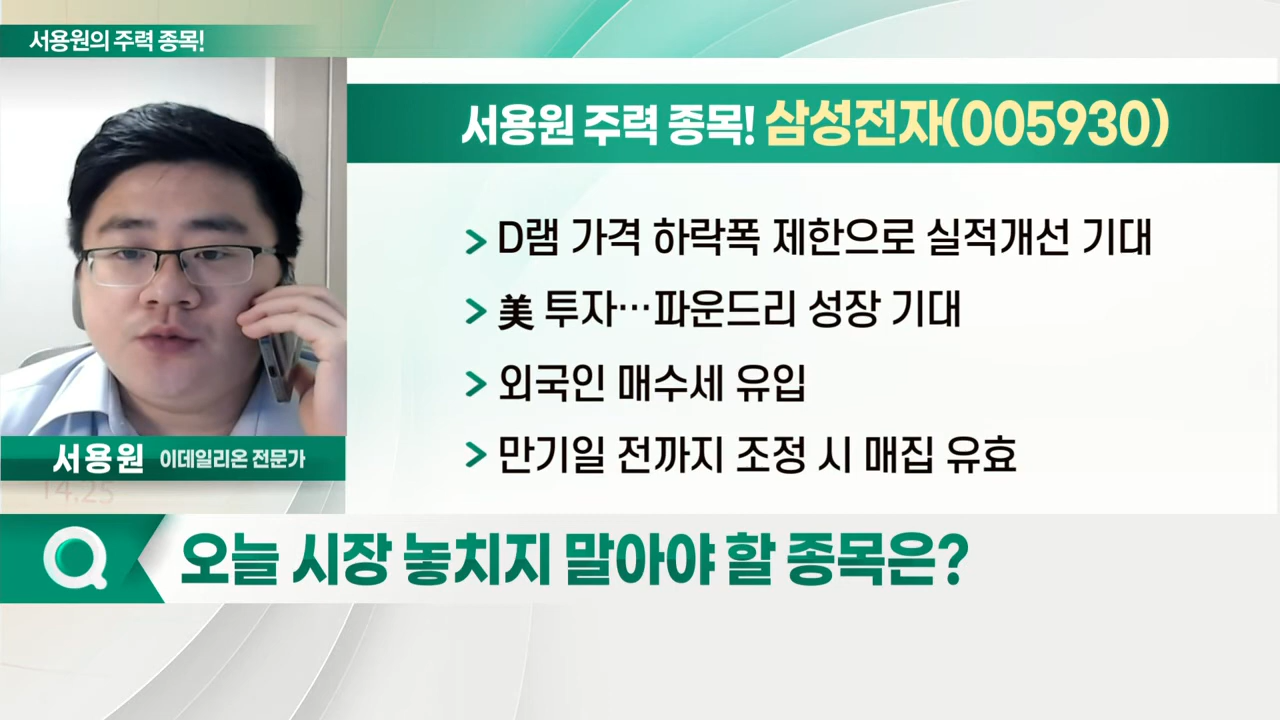 서용원의 주력 종목!
서용원 주력 종목! 삼성전자(005930)
> D램 가격 하락폭 제한으로 실적개선 기대
> 美 투자…파운드리 성장 기대
> 외국인 매수세 유입
> 만기일 전까지 조정 시 매집 유효
서용원 이데일리온 전문가
14:25
Q 오늘 시장 놓치지 말아야 할 종목은?